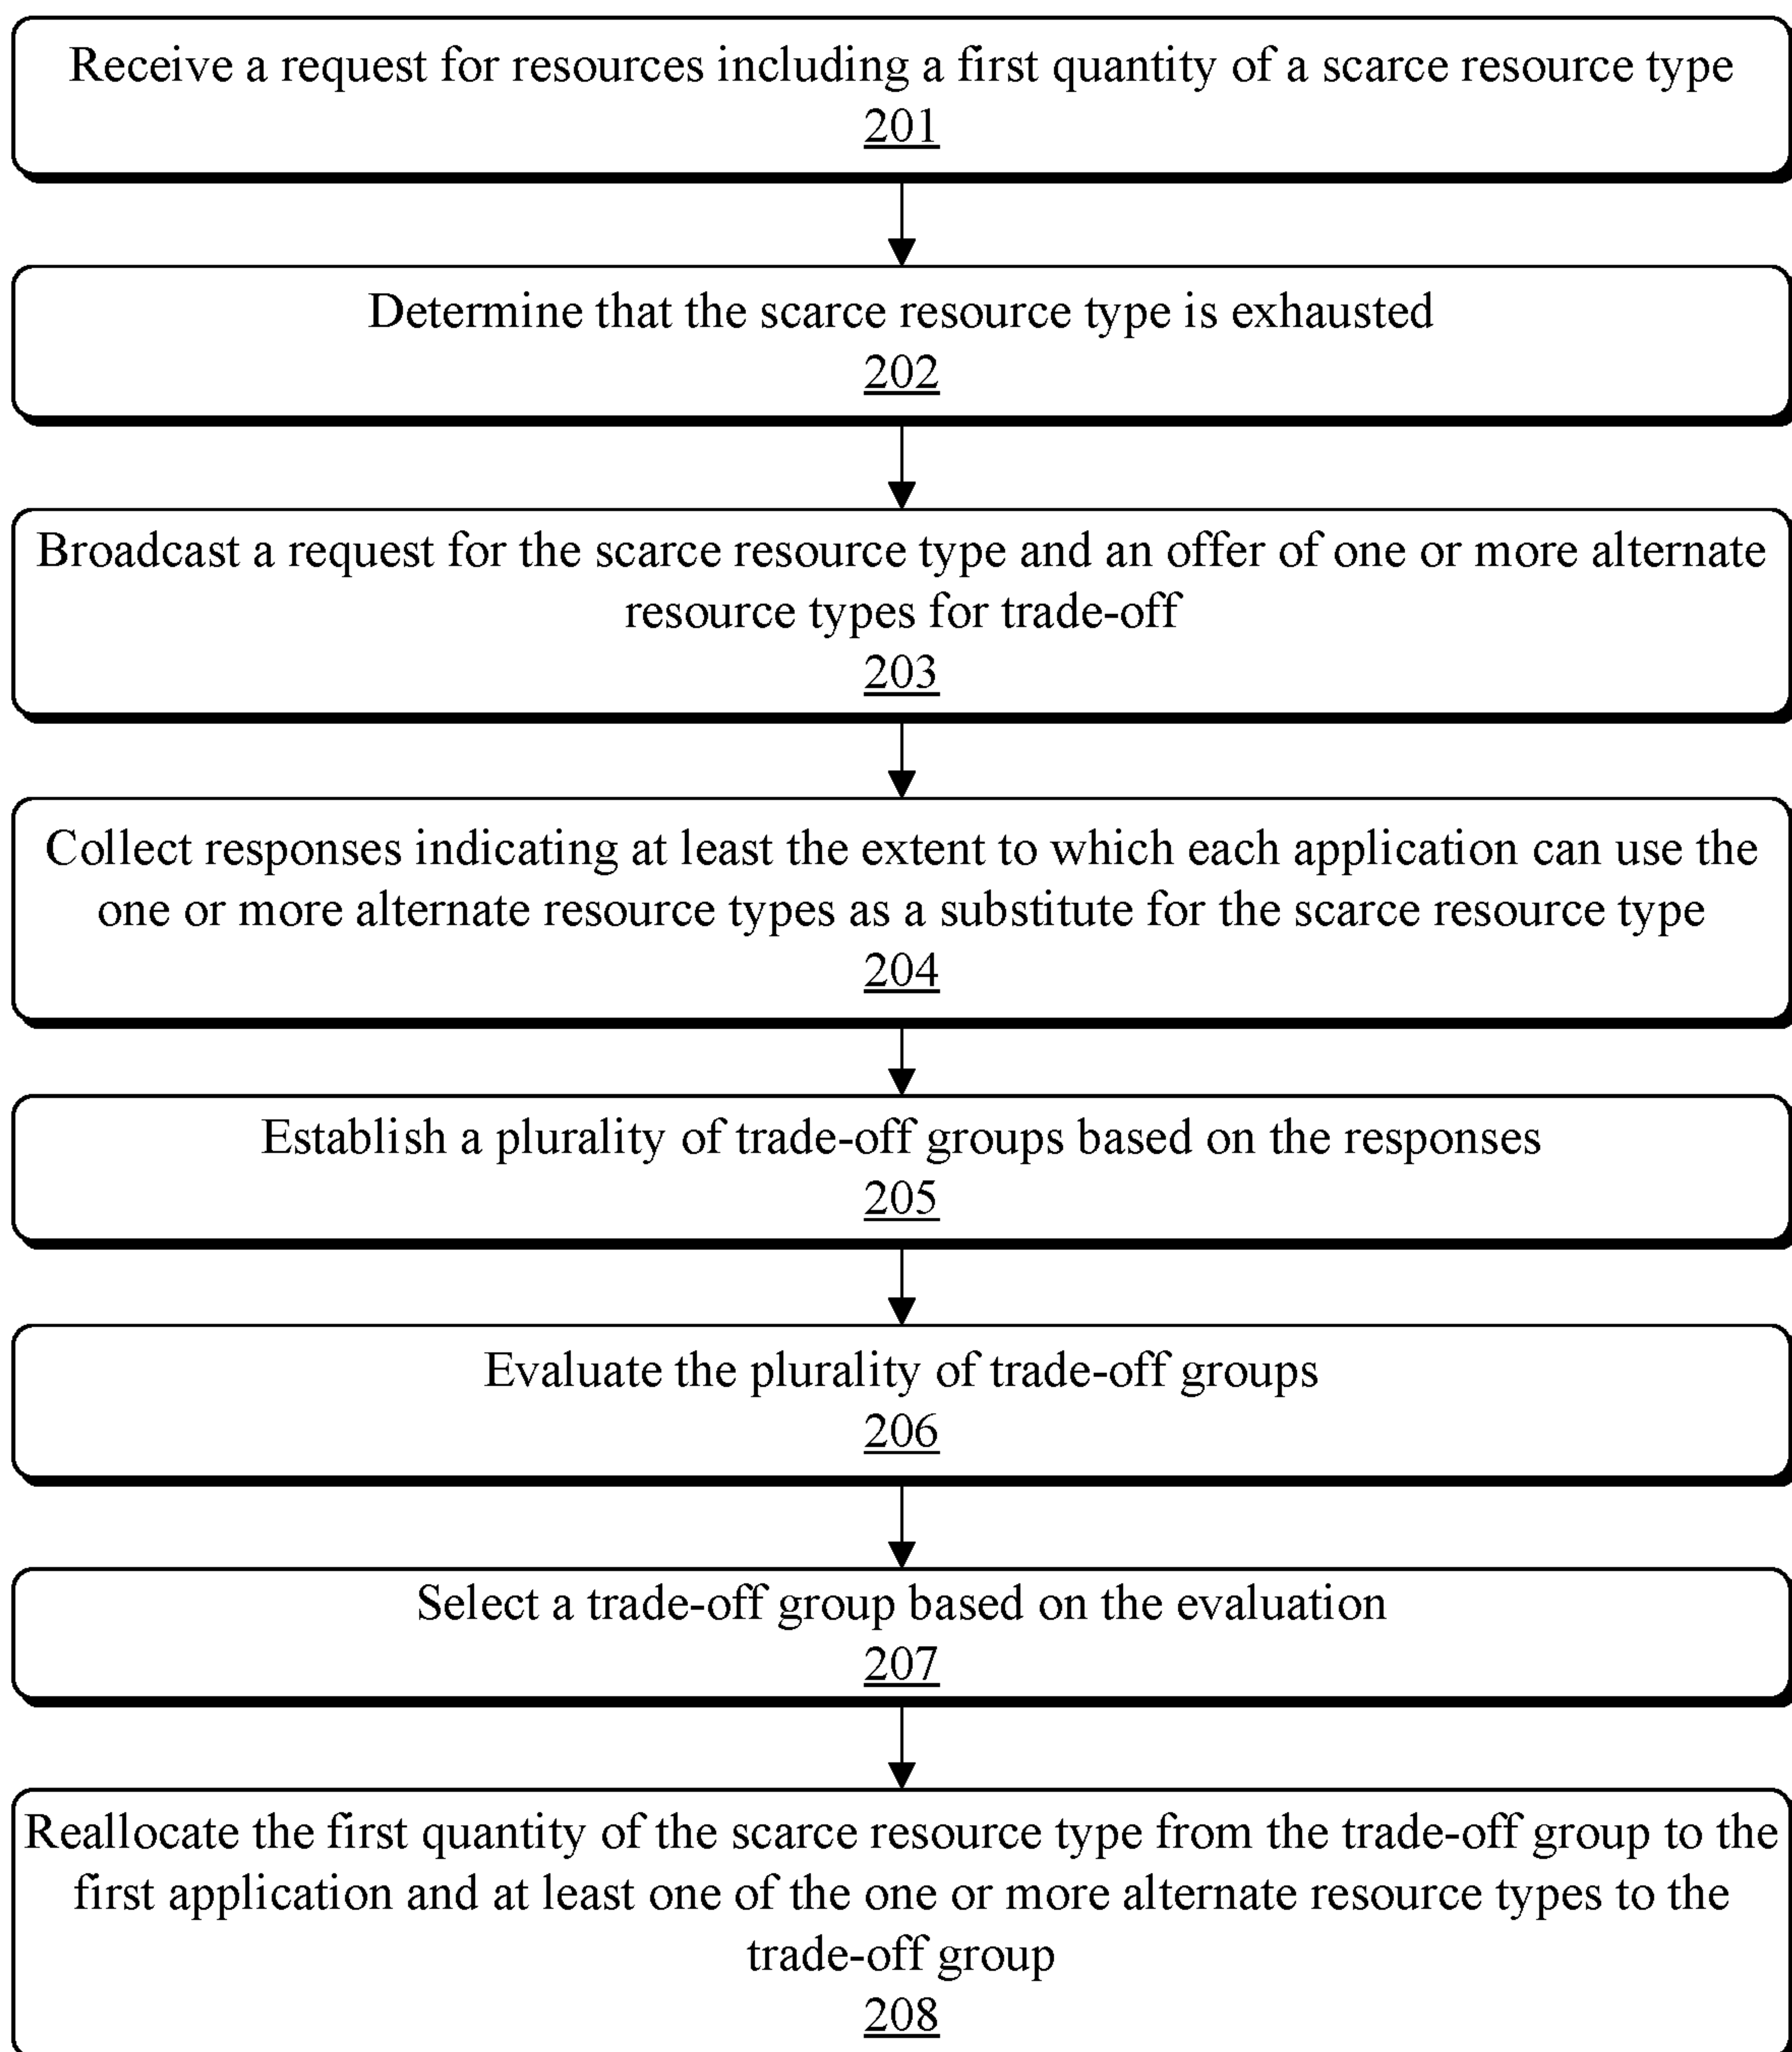 Receive a request for resources including a first quantity of a scarce resource type
201
Determine that the scarce resource type is exhausted
202
Broadcast a request for the scarce resource type and an offer of one or more alternate
resource types for trade-off
203
Collect responses indicating at least the extent to which each application can use the
one or more alternate resource types as a substitute for the scarce resource type
204
Establish a plurality of trade-off groups based on the responses
205
Evaluate the plurality of trade-off groups
206
Select a trade-off group based on the evaluation
207
Reallocate the first quantity of the scarce resource type from the trade-off group to the
first application and at least one of the one or more alternate resource types to the
trade-off group
208